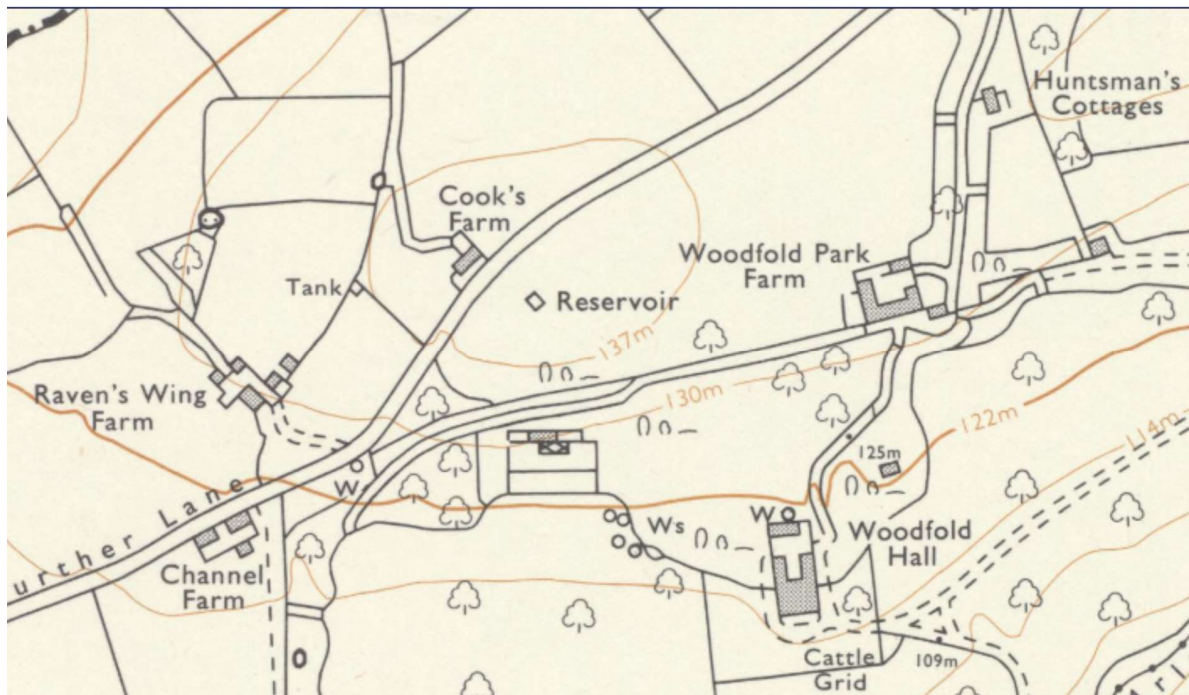 Huntsman's
Cottages
Cook's
Farm
Woodfold Park
Farm
Tank
Reservoir
137m
Raven's Wing
Farm
130m
122m
114m
125m
W
urther Lane
Ws
W
Woodfold
Hall
Channel
Farm
Cattle
Grid
109m